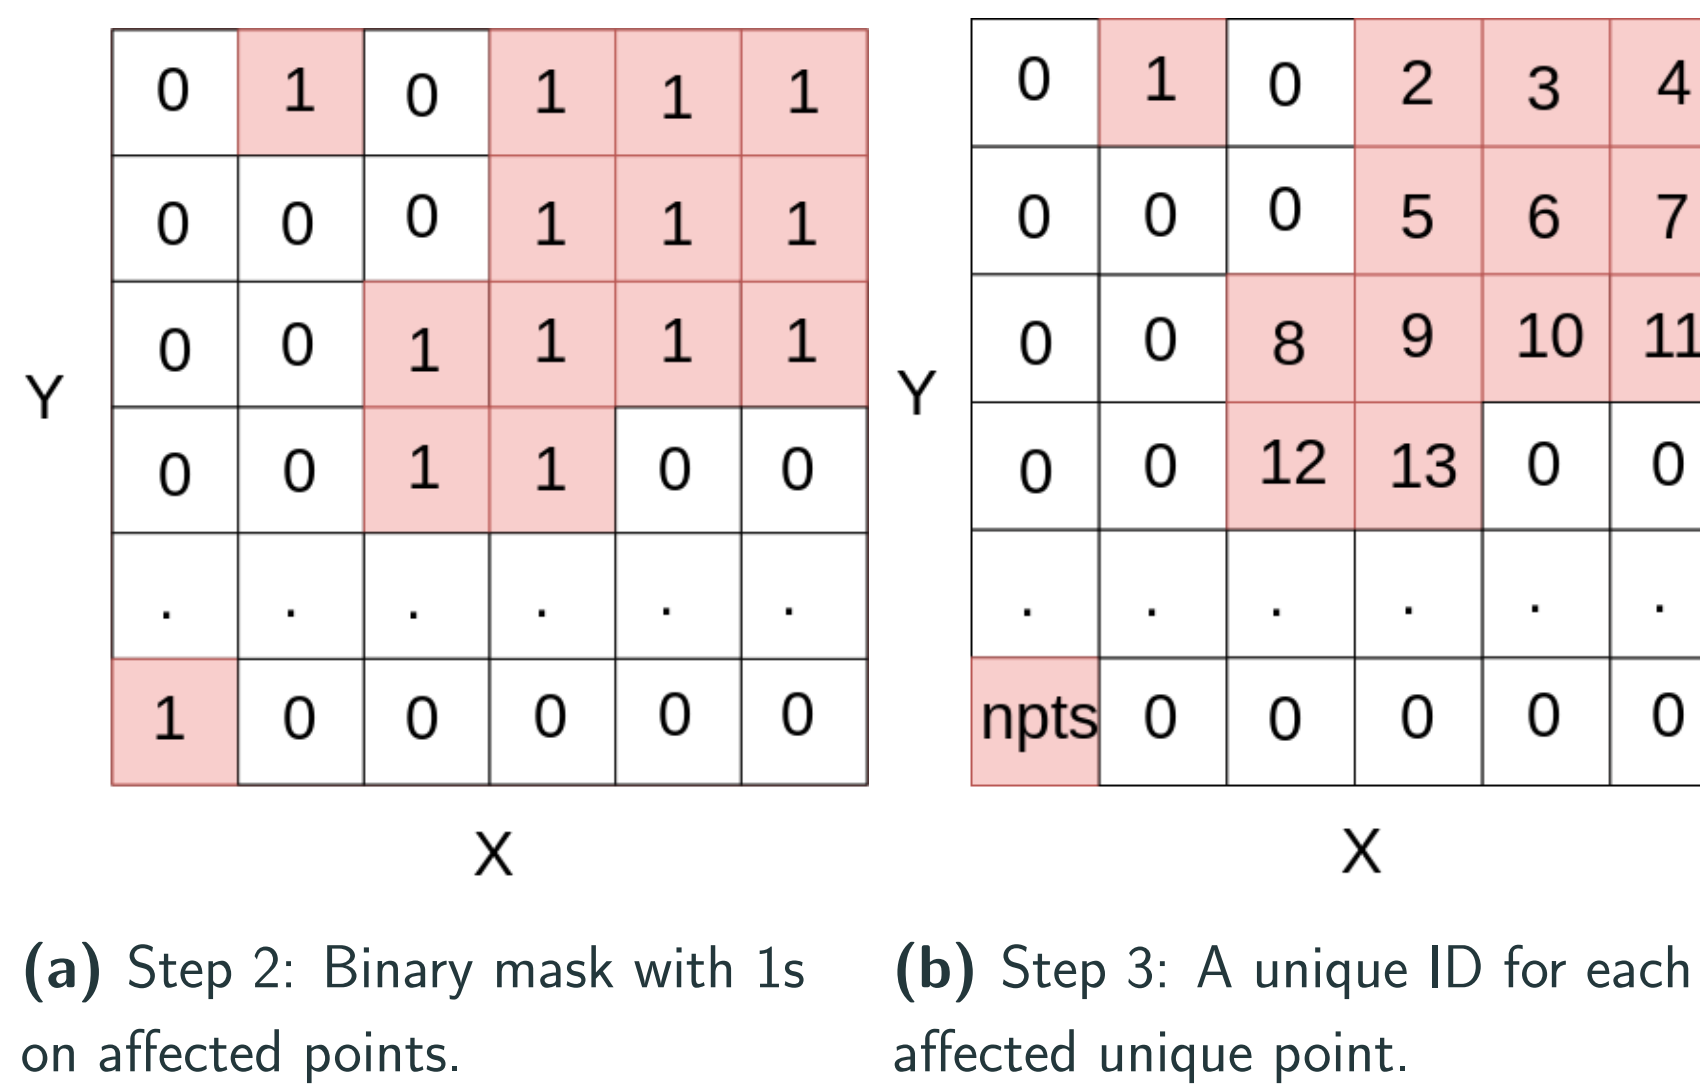 0 1 0 1 1 1
0 0 0 1 1 1
0 0 1 1 1 1
0 0 1 1 0 0
. . . . . .
1 0 0 0 0 0
Y
X
(a) Step 2: Binary mask with 1s
on affected points.
0 1 0 2 3 4
0 0 0 5 6 7
0 0 8 9 10 11
0 0 12 13 0 0
. . . . . .
npts 0 0 0 0 0
Y
X
(b) Step 3: A unique ID for each
affected unique point.